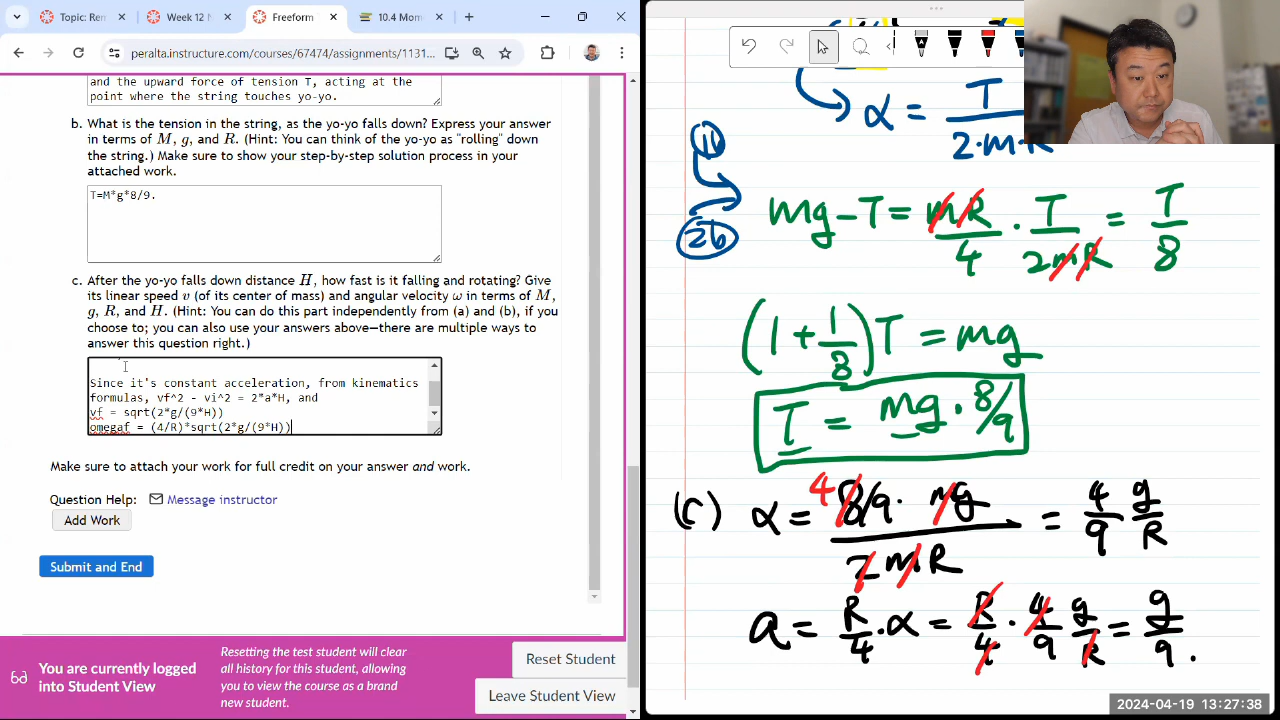 Topic: Rem
Week 12 H
Freeform
10.4 Mome
peralta.instructure.com/courses/67740/assignments/1131...
and the upward force of tension T, acting at the
point where the string touched yo-yo.
b. What is the tension in the string, as the yo-yo falls down? Express your answer
in terms of M, g, and R. (Hint: You can think of the yo-yo as "rolling" down
the string.) Make sure to show your step-by-step solution process in your
attached work.
T=M*g*8/9.
c. After the yo-yo falls down distance H, how fast is it falling and rotating? Give
its linear speed v (of its center of mass) and angular velocity ω in terms of M,
g, R, and H. (Hint: You can do this part independently from (a) and (b), if you
choose to; you can also use your answers above—there are multiple ways to
answer this question right.)
Since it's constant acceleration, from kinematics
formulas, vf^2 - vi^2 = 2*a*H, and
vf = sqrt(2*g/(9*H))
omegaf = (4/R)*sqrt(2*g/(9*H))
Make sure to attach your work for full credit on your answer and work.
Question Help: Message instructor
Add Work
Submit and End
You are currently logged
into Student View
Resetting the test student will clear
all history for this student, allowing
you to view the course as a brand
new student.
Reset Student
Leave Student View
α = T / 2·m·R
11
26
mg − T = mR/4 · T/2mR = T/8
(1 + 1/8) T = mg
T = mg · 8/9
(c) α = 4 8/9 · mg / 2 m R = 4/9 g/R
a = R/4 · α = R/4 · 4/9 g/R = g/9 .
2024-04-19 13:27:38